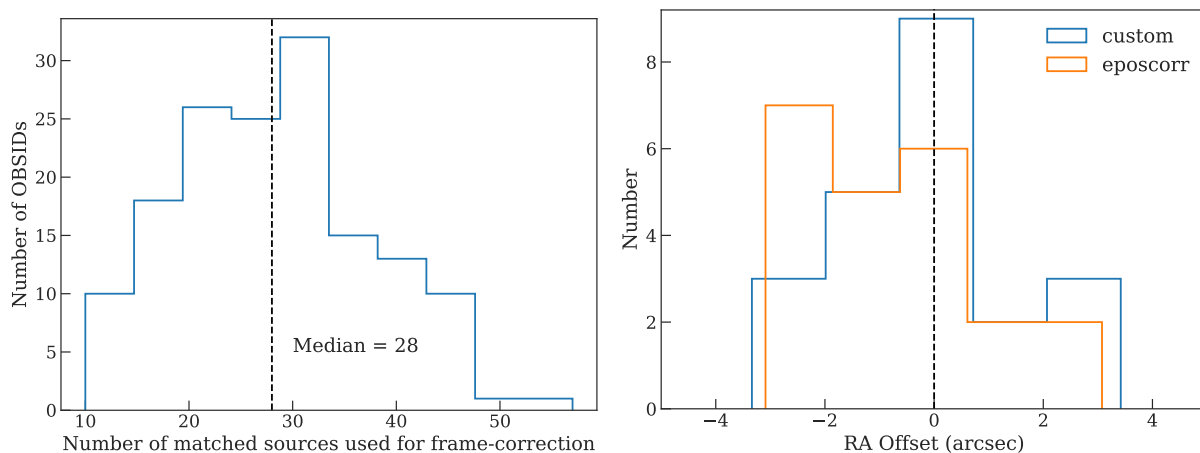 Number of OBSIDs
30
25
20
15
10
5
0
Median = 28
10 20 30 40 50
Number of matched sources used for frame-correction
Number
8
6
4
2
0
custom
eposcorr
−4 −2 0 2 4
RA Offset (arcsec)